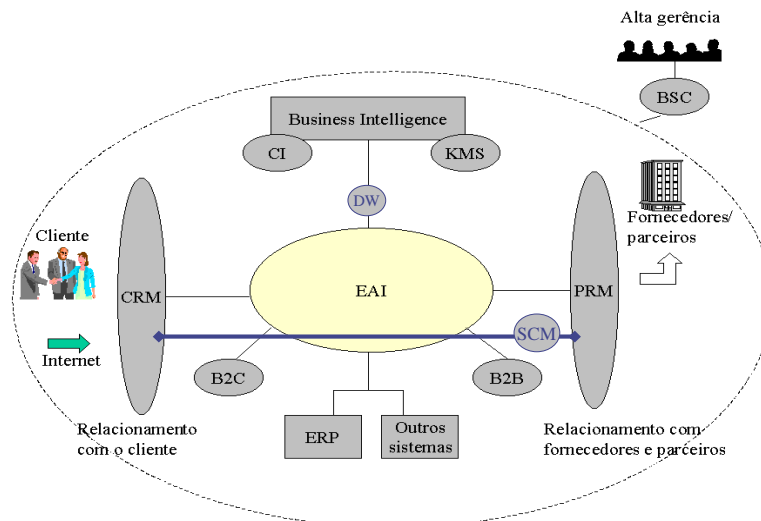 Alta gerência
BSC
Business Intelligence
CI
KMS
DW
Cliente
Fornecedores/
parceiros
CRM
EAI
PRM
Internet
SCM
B2C
B2B
Relacionamento
com o cliente
ERP
Outros
sistemas
Relacionamento com
fornecedores e parceiros